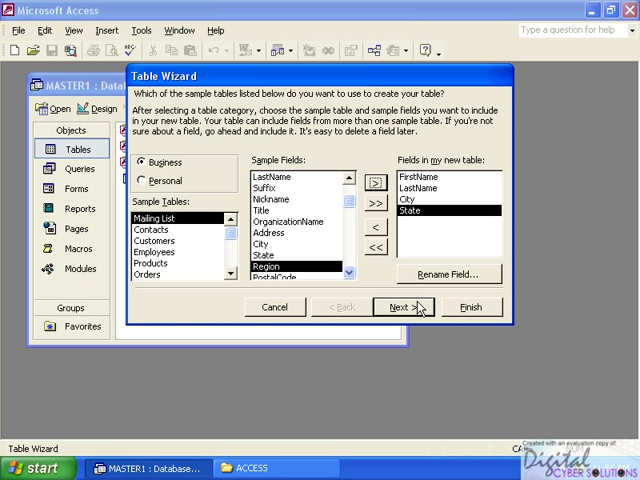 Microsoft Access
File Edit View Insert Tools Window Help
Type a question for help
MASTER1 : Datab
Open Design
Objects
Tables
Queries
Forms
Reports
Pages
Macros
Modules
Groups
Favorites
Table Wizard
Which of the sample tables listed below do you want to use to create your table?
After selecting a table category, choose the sample table and sample fields you want to include
in your new table. Your table can include fields from more than one sample table. If you're not
sure about a field, go ahead and include it. It's easy to delete a field later.
Business
Personal
Sample Tables:
Mailing List
Contacts
Customers
Employees
Products
Orders
Sample Fields:
LastName
Suffix
Nickname
Title
OrganizationName
Address
City
State
Region
PostalCode
>
>>
<
<<
Fields in my new table:
FirstName
LastName
City
State
Rename Field...
Cancel
< Back
Next >
Finish
Table Wizard
CA
NUM
Created with an evaluation copy of
Digital
CYBER SOLUTIONS
start
MASTER1 : Database...
ACCESS